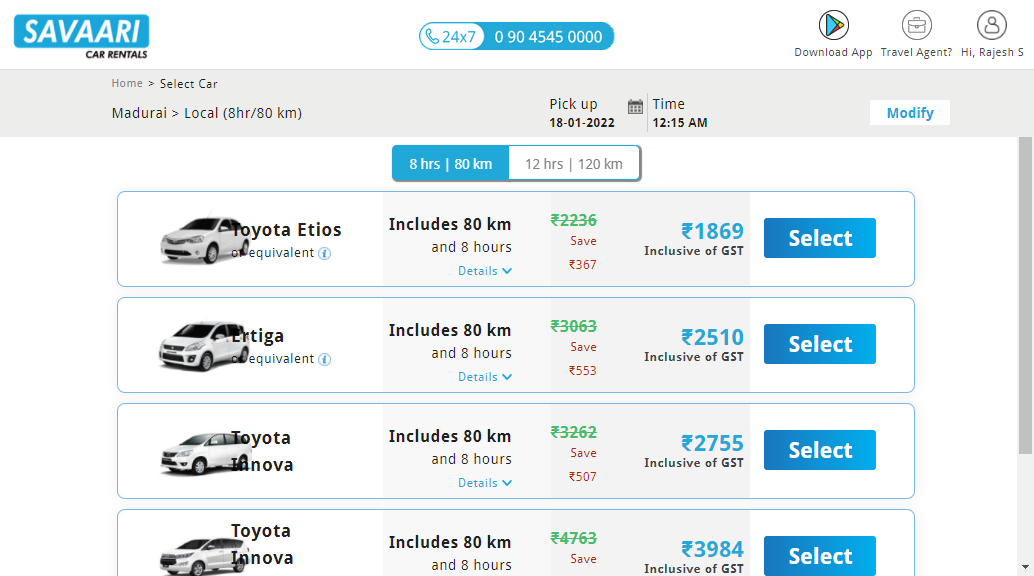 SAVAARI
CAR RENTALS
24x7 0 90 4545 0000
Download App
Travel Agent?
Hi, Rajesh S
Home > Select Car
Madurai > Local (8hr/80 km)
Pick up
18-01-2022
Time
12:15 AM
Modify
8 hrs | 80 km
12 hrs | 120 km
Toyota Etios
or equivalent i
Includes 80 km
and 8 hours
Details
₹2236
Save
₹367
₹1869
Inclusive of GST
Select
Ertiga
or equivalent i
Includes 80 km
and 8 hours
Details
₹3063
Save
₹553
₹2510
Inclusive of GST
Select
Toyota
Innova
Includes 80 km
and 8 hours
Details
₹3262
Save
₹507
₹2755
Inclusive of GST
Select
Toyota
Innova
Includes 80 km
and 8 hours
₹4763
Save
₹3984
Inclusive of GST
Select